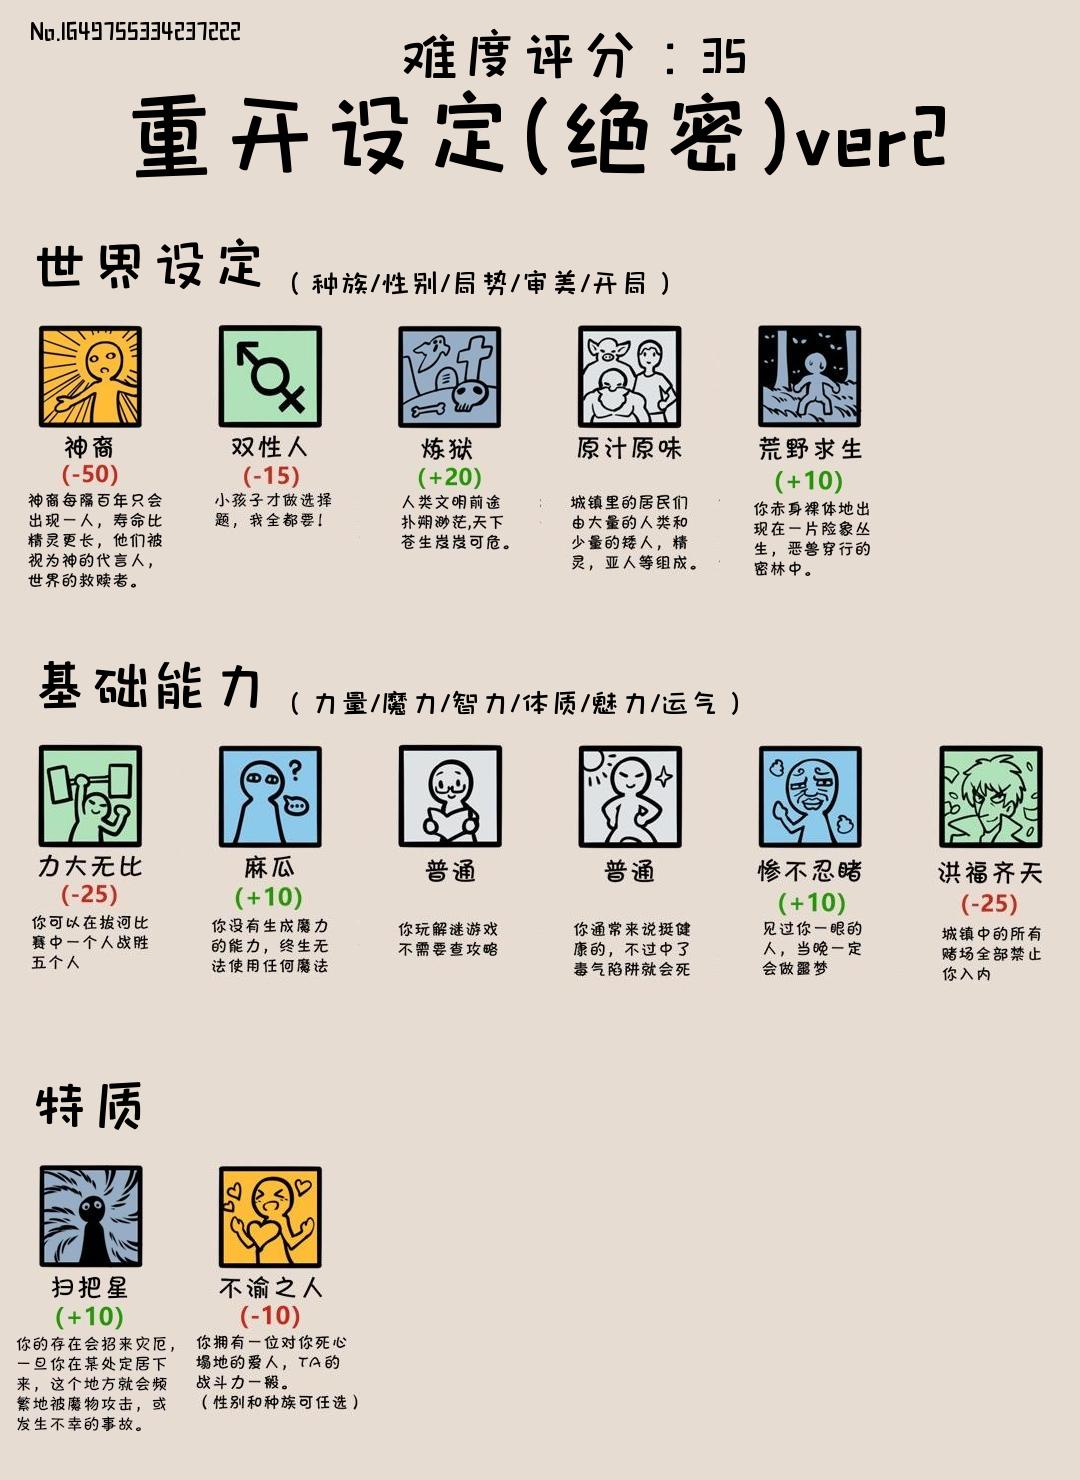 No.1649755334237222
难度评分：35
重开设定(绝密)ver2
世界设定（种族/性别/局势/审美/开局）
神裔
(-50)
神裔每隔百年只会
出现一人，寿命比
精灵更长，他们被
视为神的代言人，
世界的救赎者。
双性人
(-15)
小孩子才做选择
题，我全都要！
炼狱
(+20)
人类文明前途
扑朔渺茫,天下
苍生岌岌可危。
原汁原味
城镇里的居民们
由大量的人类和
少量的矮人，精
灵，亚人等组成。
荒野求生
(+10)
你赤身裸体地出
现在一片险象丛
生，恶兽穿行的
密林中。
基础能力（力量/魔力/智力/体质/魅力/运气）
力大无比
(-25)
你可以在拔河比
赛中一个人战胜
五个人
麻瓜
(+10)
你没有生成魔力
的能力，终生无
法使用任何魔法
普通
你玩解谜游戏
不需要查攻略
普通
你通常来说挺健
康的，不过中了
毒气陷阱就会死
惨不忍睹
(+10)
见过你一眼的
人，当晚一定
会做噩梦
洪福齐天
(-25)
城镇中的所有
赌场全部禁止
你入内
特质
扫把星
(+10)
你的存在会招来灾厄，
一旦你在某处定居下
来，这个地方就会频
繁地被魔物攻击，或
发生不幸的事故。
不渝之人
(-10)
你拥有一位对你死心
塌地的爱人，TA的
战斗力一般。
（性别和种族可任选）